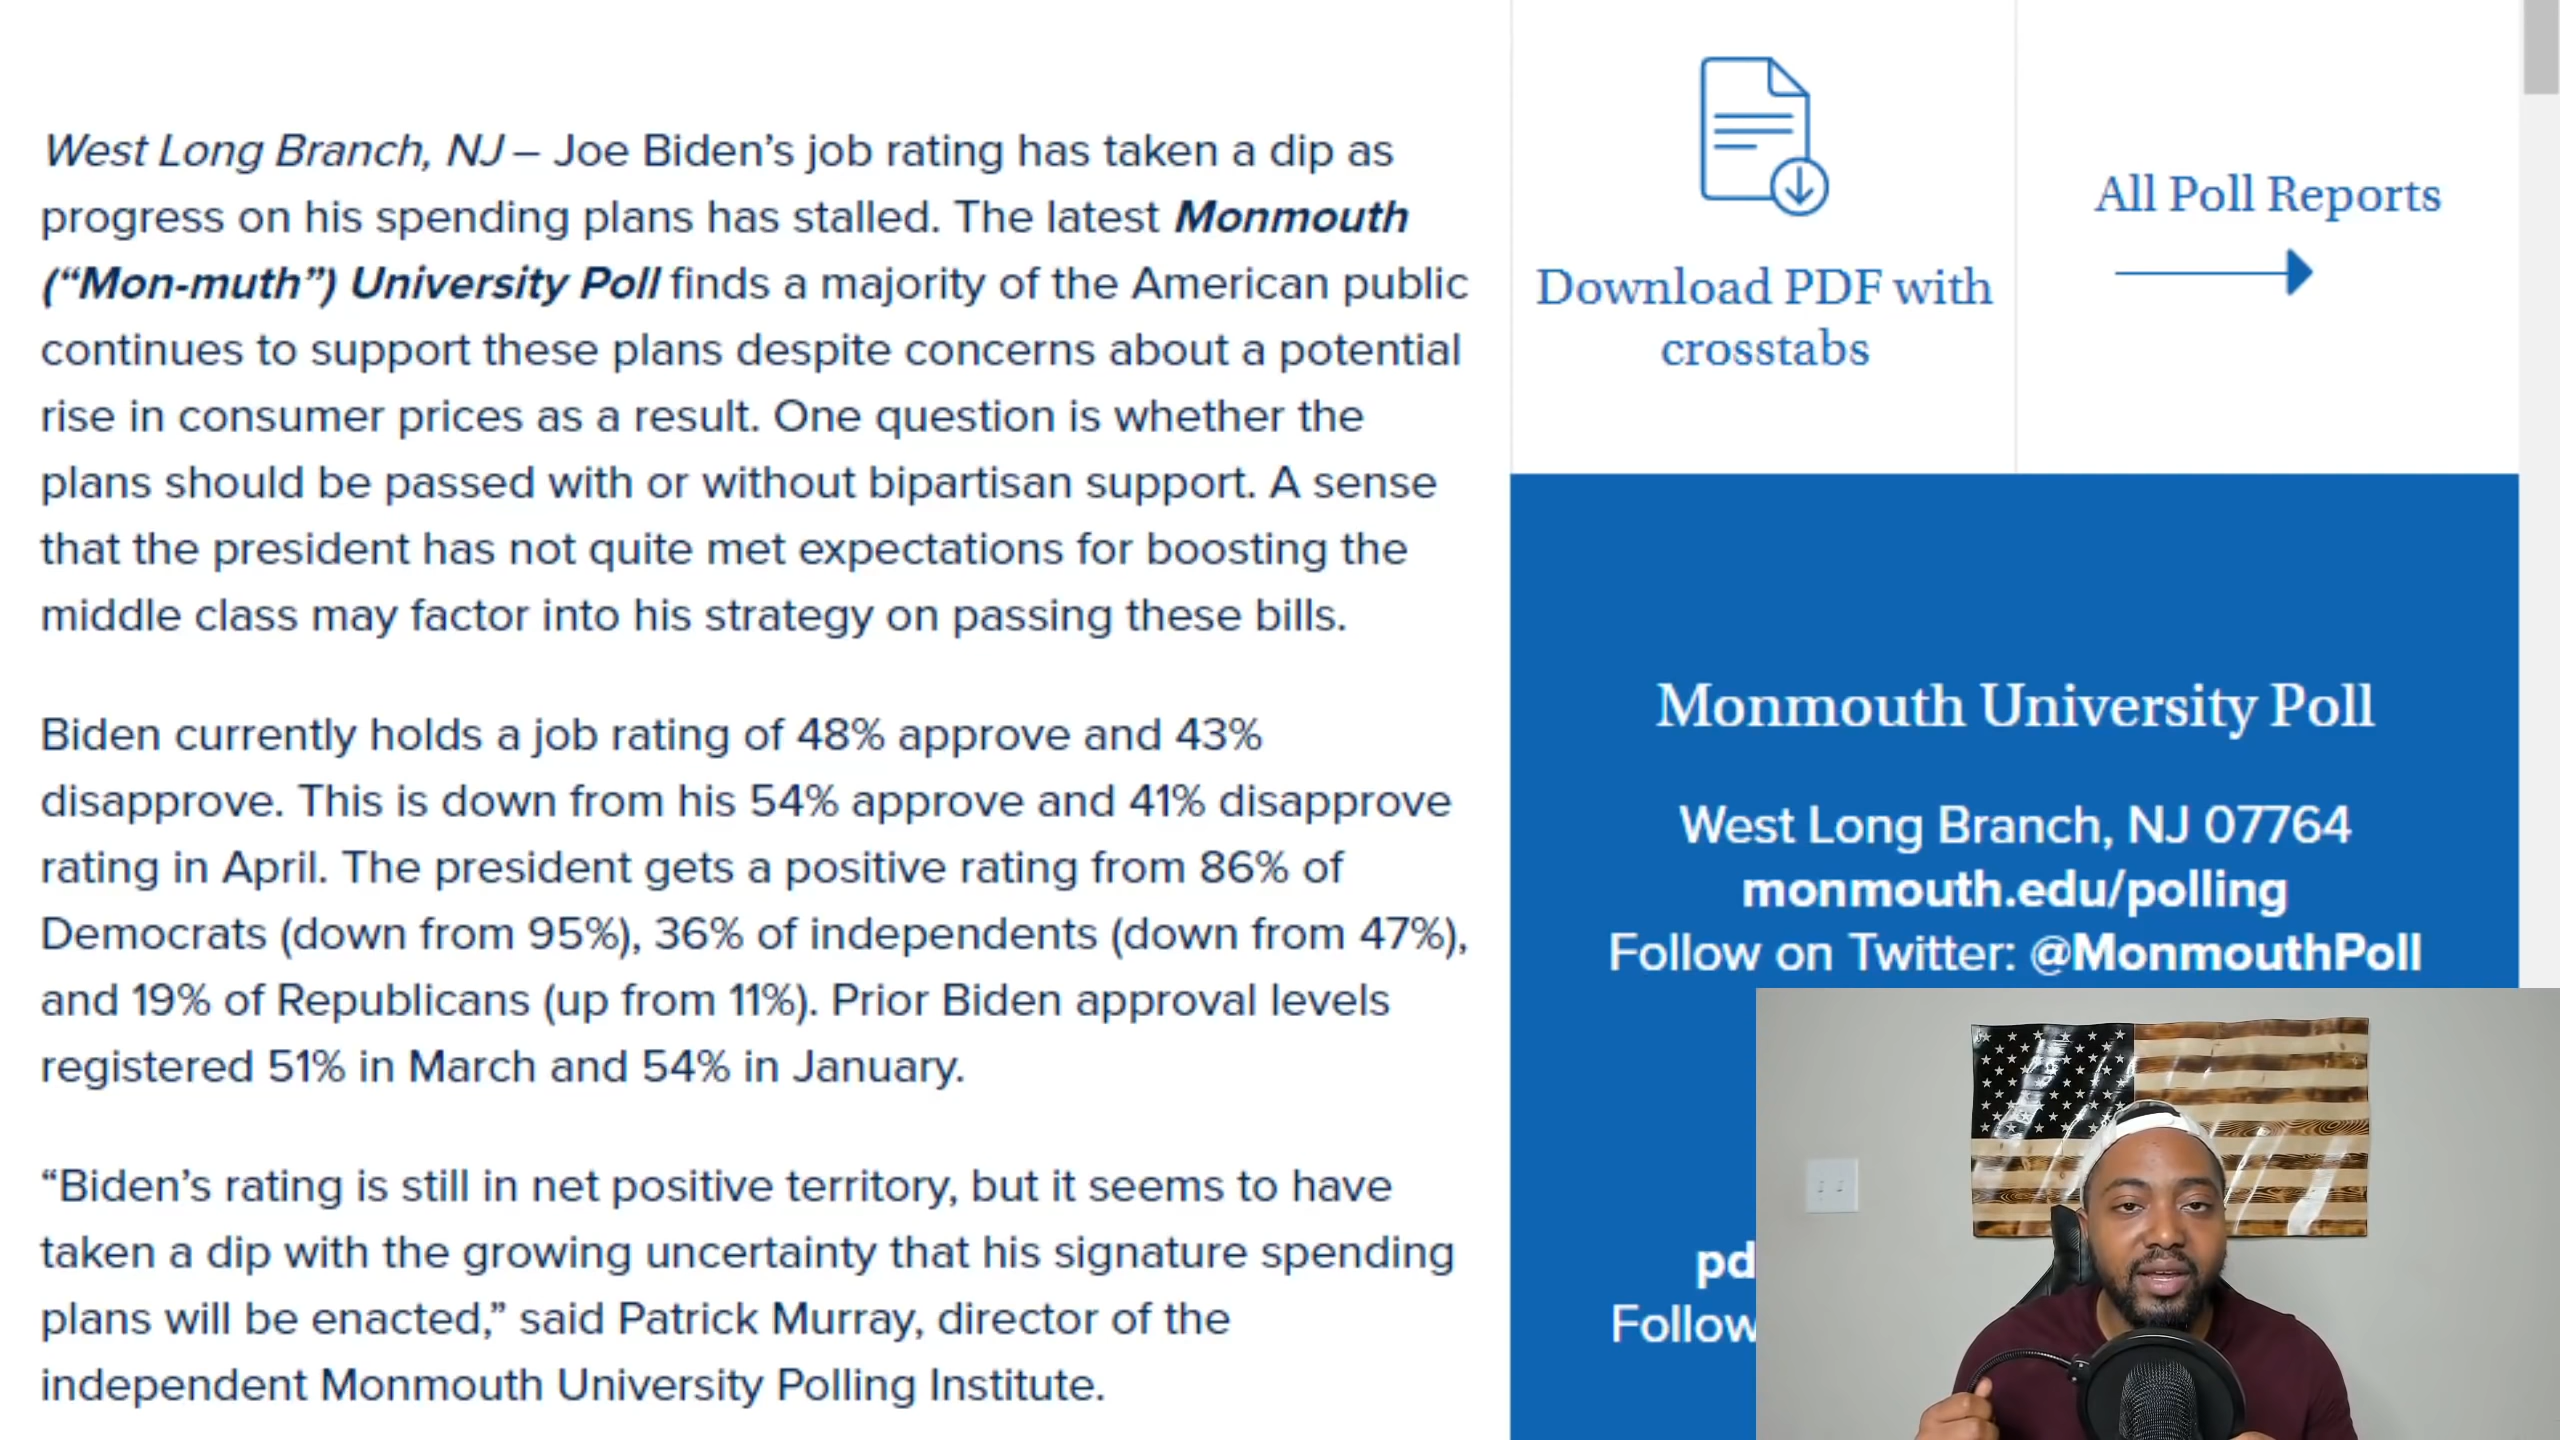 West Long Branch, NJ – Joe Biden’s job rating has taken a dip as
progress on his spending plans has stalled. The latest Monmouth
(“Mon-muth”) University Poll finds a majority of the American public
continues to support these plans despite concerns about a potential
rise in consumer prices as a result. One question is whether the
plans should be passed with or without bipartisan support. A sense
that the president has not quite met expectations for boosting the
middle class may factor into his strategy on passing these bills.
Biden currently holds a job rating of 48% approve and 43%
disapprove. This is down from his 54% approve and 41% disapprove
rating in April. The president gets a positive rating from 86% of
Democrats (down from 95%), 36% of independents (down from 47%),
and 19% of Republicans (up from 11%). Prior Biden approval levels
registered 51% in March and 54% in January.
“Biden’s rating is still in net positive territory, but it seems to have
taken a dip with the growing uncertainty that his signature spending
plans will be enacted,” said Patrick Murray, director of the
independent Monmouth University Polling Institute.
Download PDF with
crosstabs
All Poll Reports
Monmouth University Poll
West Long Branch, NJ 07764
monmouth.edu/polling
Follow on Twitter: @MonmouthPoll
pd
Follow